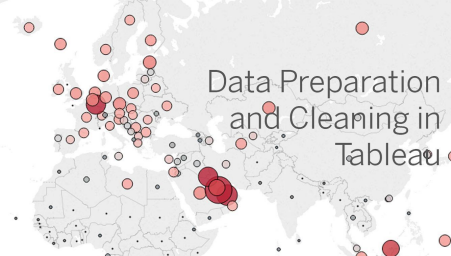 Data Preparation
and Cleaning in
Tableau